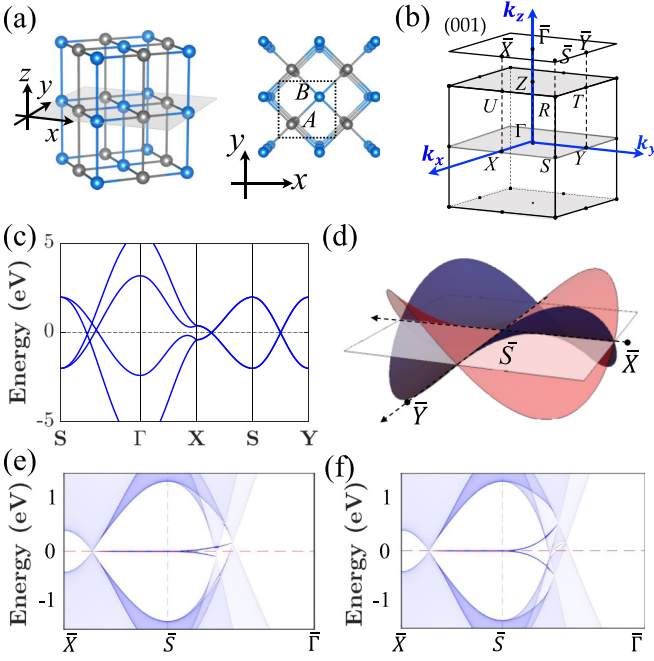 (a)
z
y
x
B
A
y
x
(b)
k_z
(001)
X̄
Γ̄
Ȳ
S̄
Z
U
R
T
Γ
k_x
k_y
X
S
Y
(c)
Energy (eV)
5
0
-5
S
Γ
X
S
Y
(d)
S̄
X̄
Ȳ
(e)
Energy (eV)
1
0
-1
X̄
S̄
Γ̄
(f)
Energy (eV)
1
0
-1
X̄
S̄
Γ̄